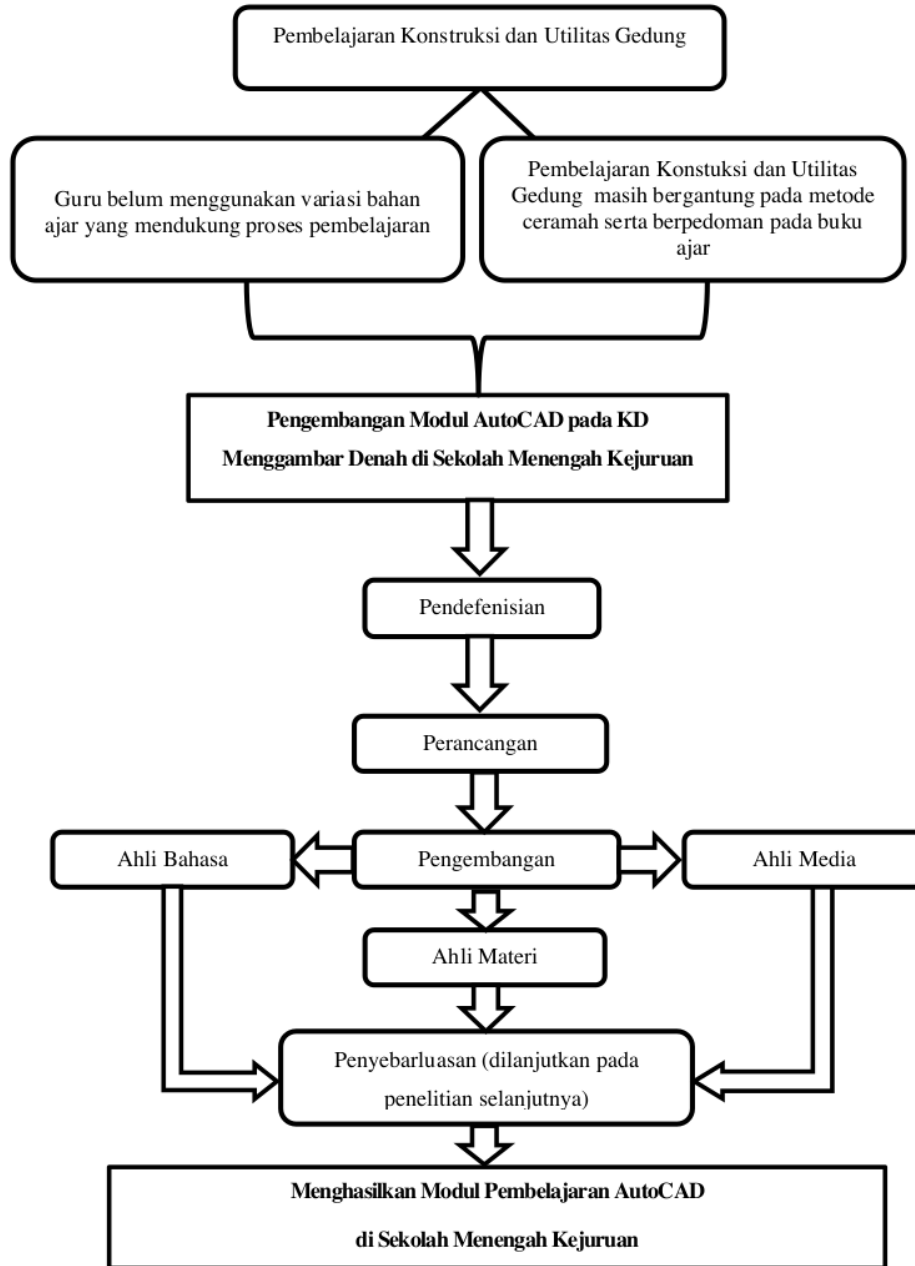 Pembelajaran Konstruksi dan Utilitas Gedung
Guru belum menggunakan variasi bahan
ajar yang mendukung proses pembelajaran
Pembelajaran Konstuksi dan Utilitas
Gedung masih bergantung pada metode
ceramah serta berpedoman pada buku
ajar
Pengembangan Modul AutoCAD pada KD
Menggambar Denah di Sekolah Menengah Kejuruan
Pendefenisian
Perancangan
Ahli Bahasa
Pengembangan
Ahli Media
Ahli Materi
Penyebarluasan (dilanjutkan pada
penelitian selanjutnya)
Menghasilkan Modul Pembelajaran AutoCAD
di Sekolah Menengah Kejuruan